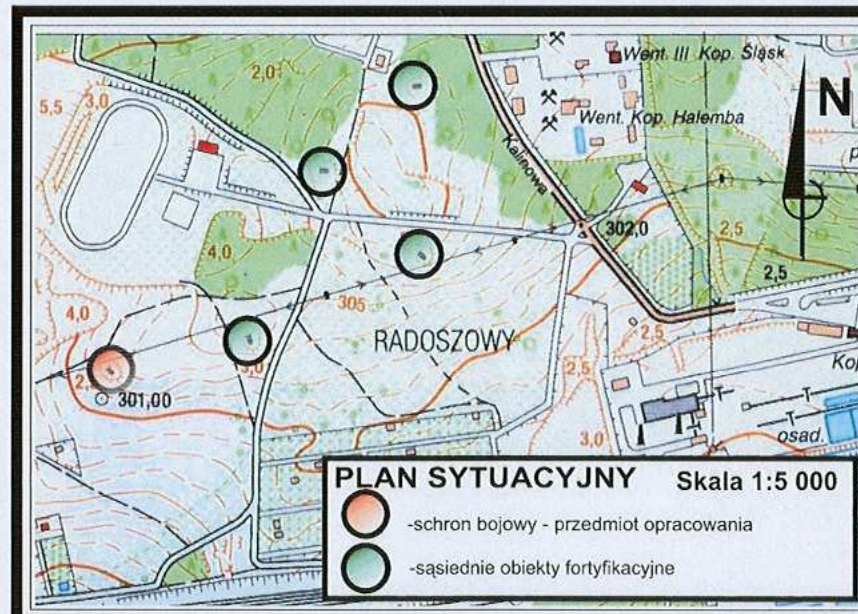 Went. III Kop. Śląsk
2,0
5,5
3,0
Went. Kop. Halemba
N
Kalinowa
302,0
2,5
4,0
2,5
305
4,0
RADOSZOWY
2,5
3,0
301,00
2,5
Kop
osad.
3,0
PLAN SYTUACYJNY Skala 1:5 000
-schron bojowy - przedmiot opracowania
-sąsiednie obiekty fortyfikacyjne